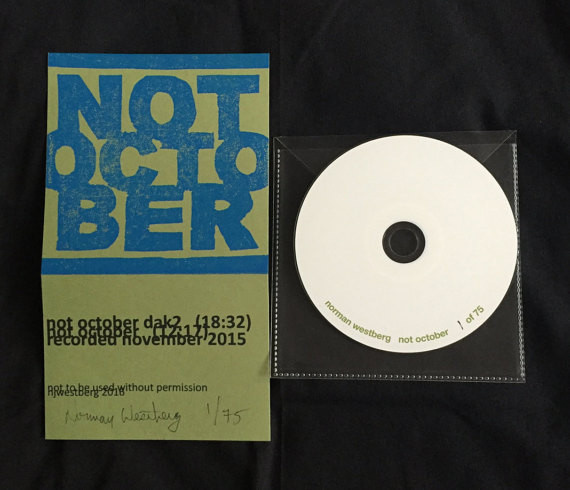 NOT
OCTO
BER
not october dak2 (18:32)
not october (17:17)
recorded november 2015
not to be used without permission
njwestberg 2016
Norman Westberg 1/75
norman westberg not october 1 of 75